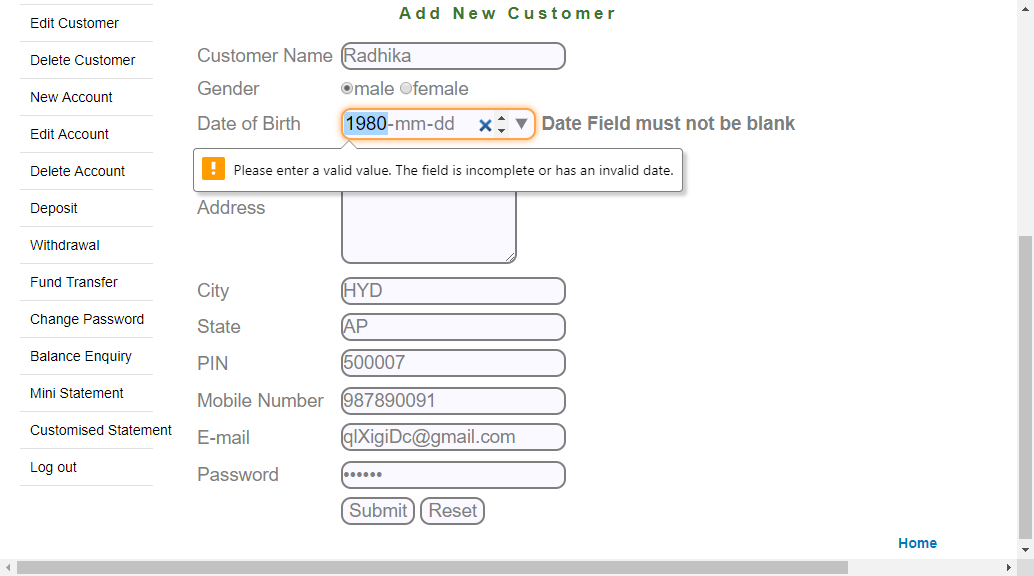 Add New Customer
Edit Customer
Delete Customer
New Account
Edit Account
Delete Account
Deposit
Withdrawal
Fund Transfer
Change Password
Balance Enquiry
Mini Statement
Customised Statement
Log out
Customer Name Radhika
Gender male female
Date of Birth 1980-mm-dd Date Field must not be blank
Please enter a valid value. The field is incomplete or has an invalid date.
Address
City HYD
State AP
PIN 500007
Mobile Number 987890091
E-mail qlXigiDc@gmail.com
Password ••••••
Submit Reset
Home